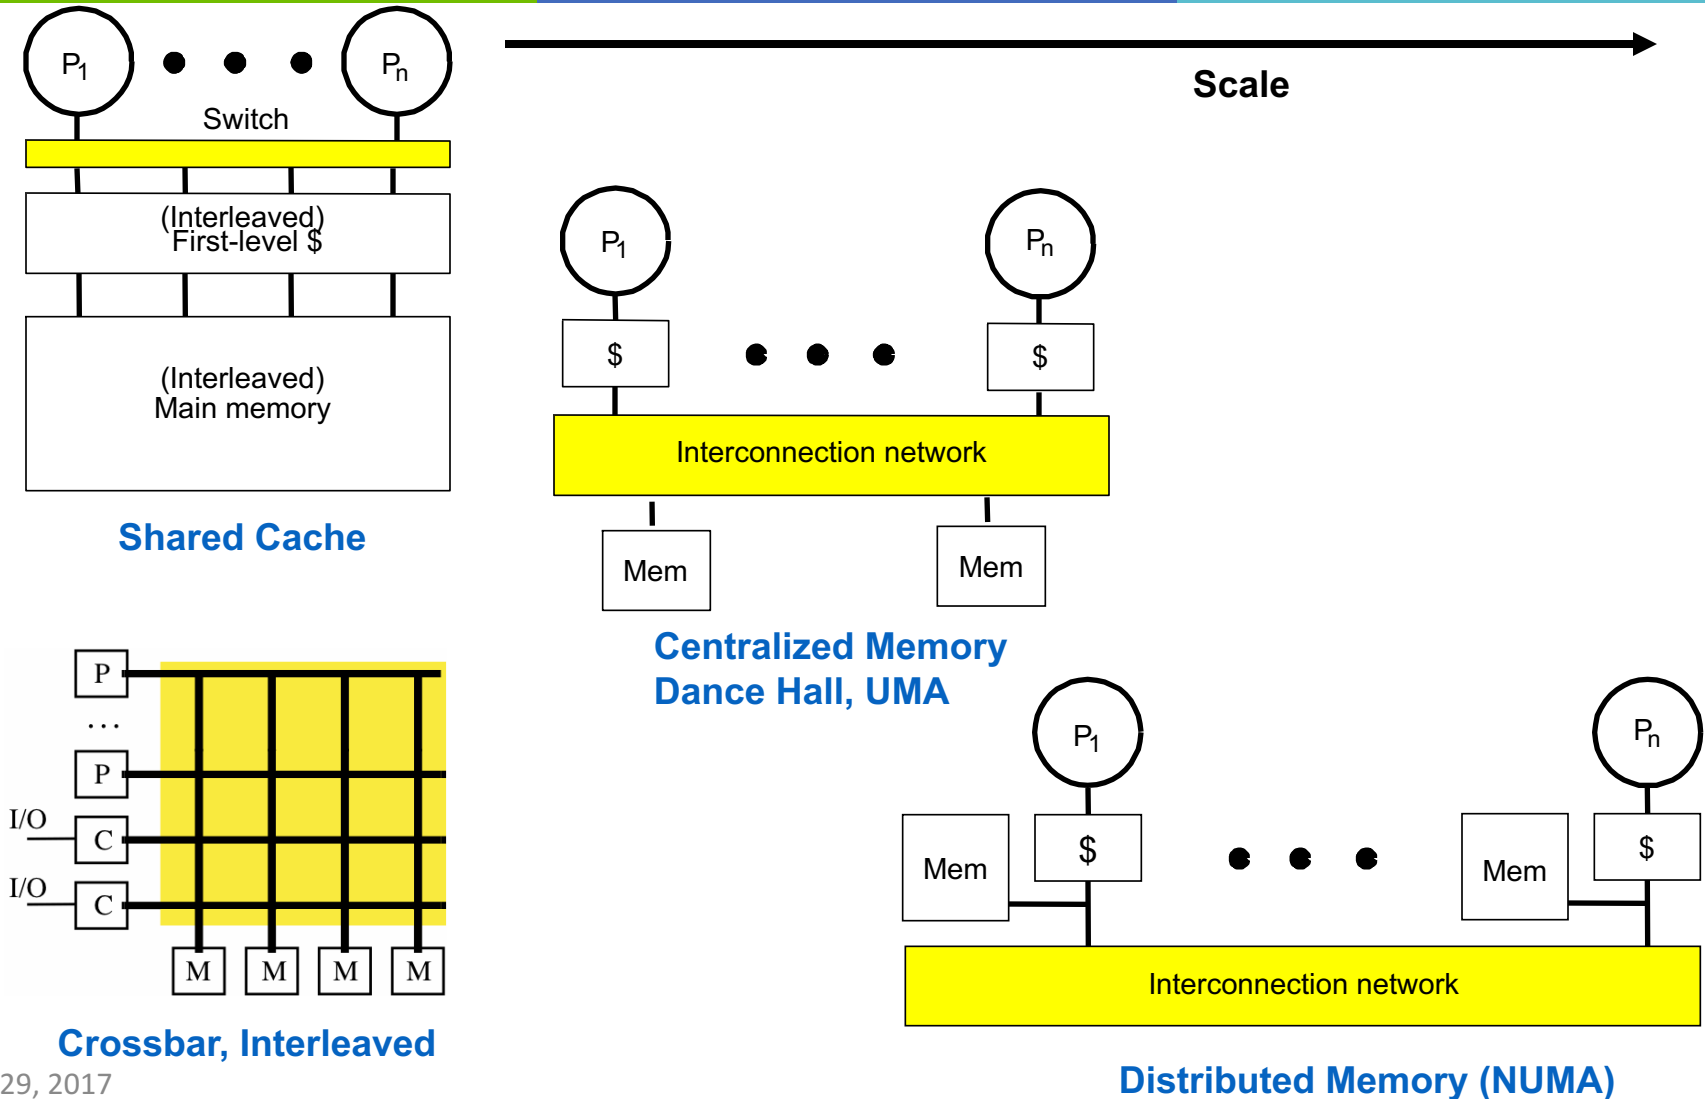 P1
Pn
Switch
(Interleaved)
First-level $
(Interleaved)
Main memory
Shared Cache
Scale
P1
Pn
$
$
Interconnection network
Mem
Mem
Centralized Memory
Dance Hall, UMA
P
...
P
I/O
C
I/O
C
M M M M
Crossbar, Interleaved
P1
Pn
Mem
$
Mem
$
Interconnection network
Distributed Memory (NUMA)
29, 2017